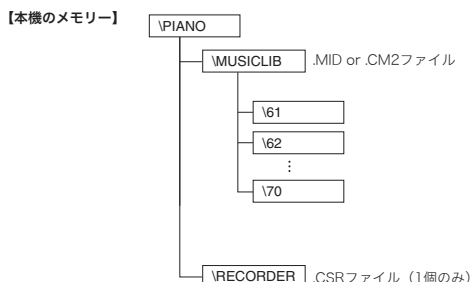 【本機のメモリー】
\PIANO
\MUSICLIB .MID or .CM2ファイル
\61
\62
⋮
\70
\RECORDER .CSRファイル（1個のみ）